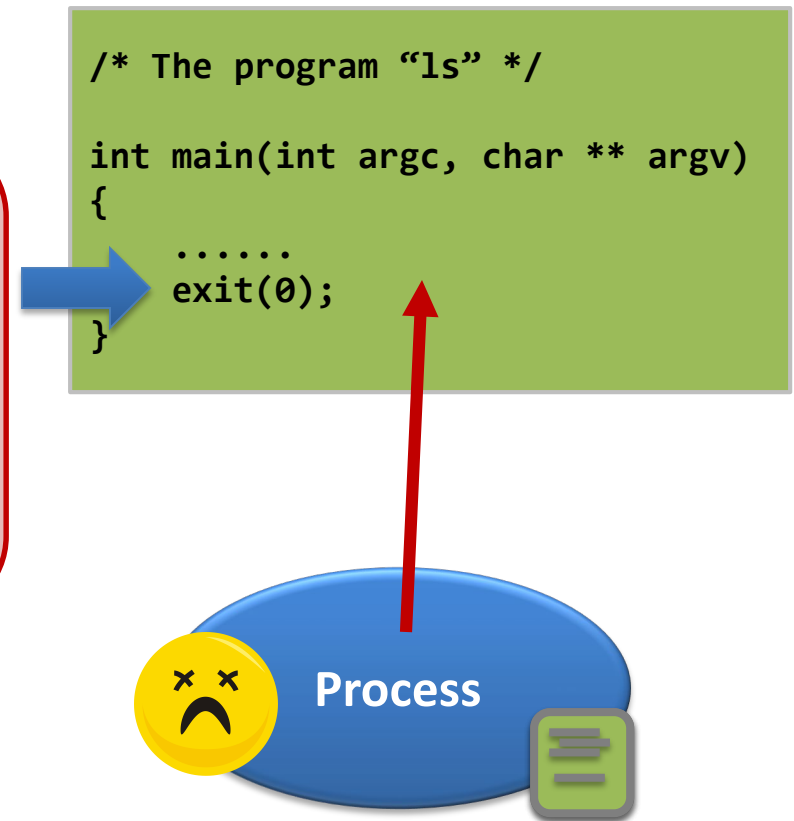 /* The program “ls” */
int main(int argc, char ** argv)
{
......
exit(0);
}
Process